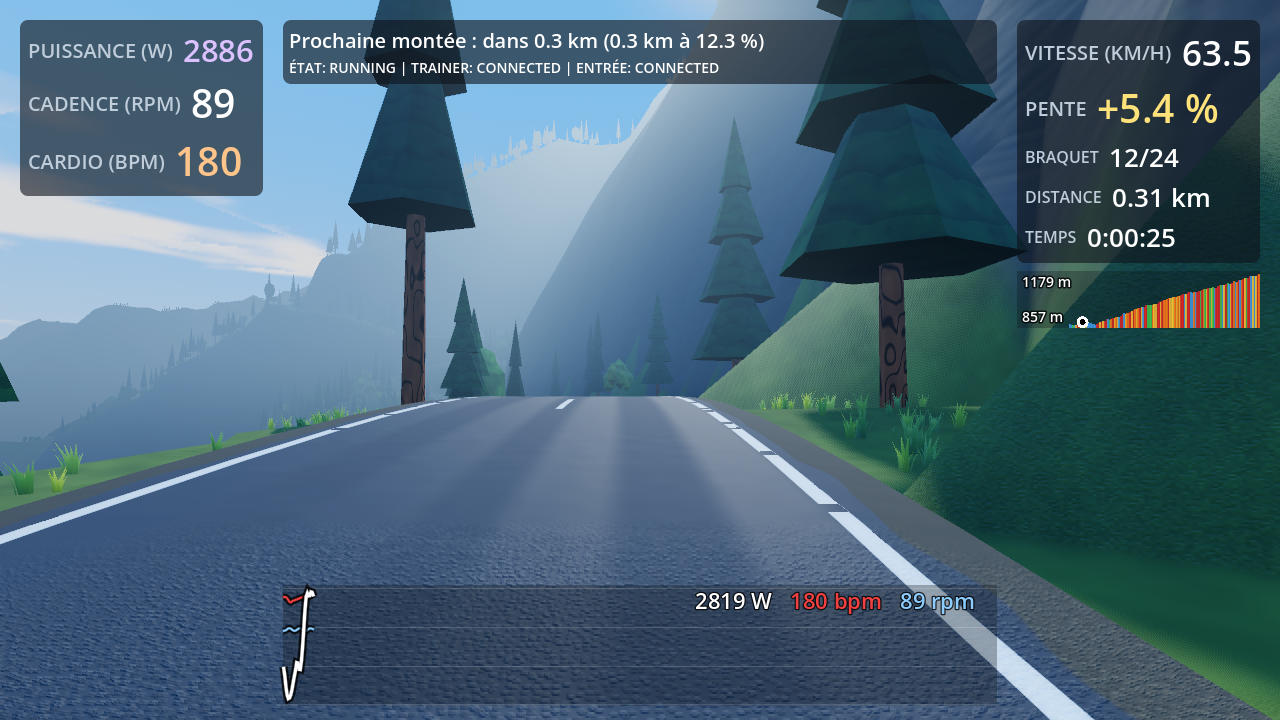 PUISSANCE (W) 2886
CADENCE (RPM) 89
CARDIO (BPM) 180
Prochaine montée : dans 0.3 km (0.3 km à 12.3 %)
ÉTAT: RUNNING | TRAINER: CONNECTED | ENTRÉE: CONNECTED
VITESSE (KM/H) 63.5
PENTE +5.4 %
BRAQUET 12/24
DISTANCE 0.31 km
TEMPS 0:00:25
1179 m
857 m
2819 W 180 bpm 89 rpm